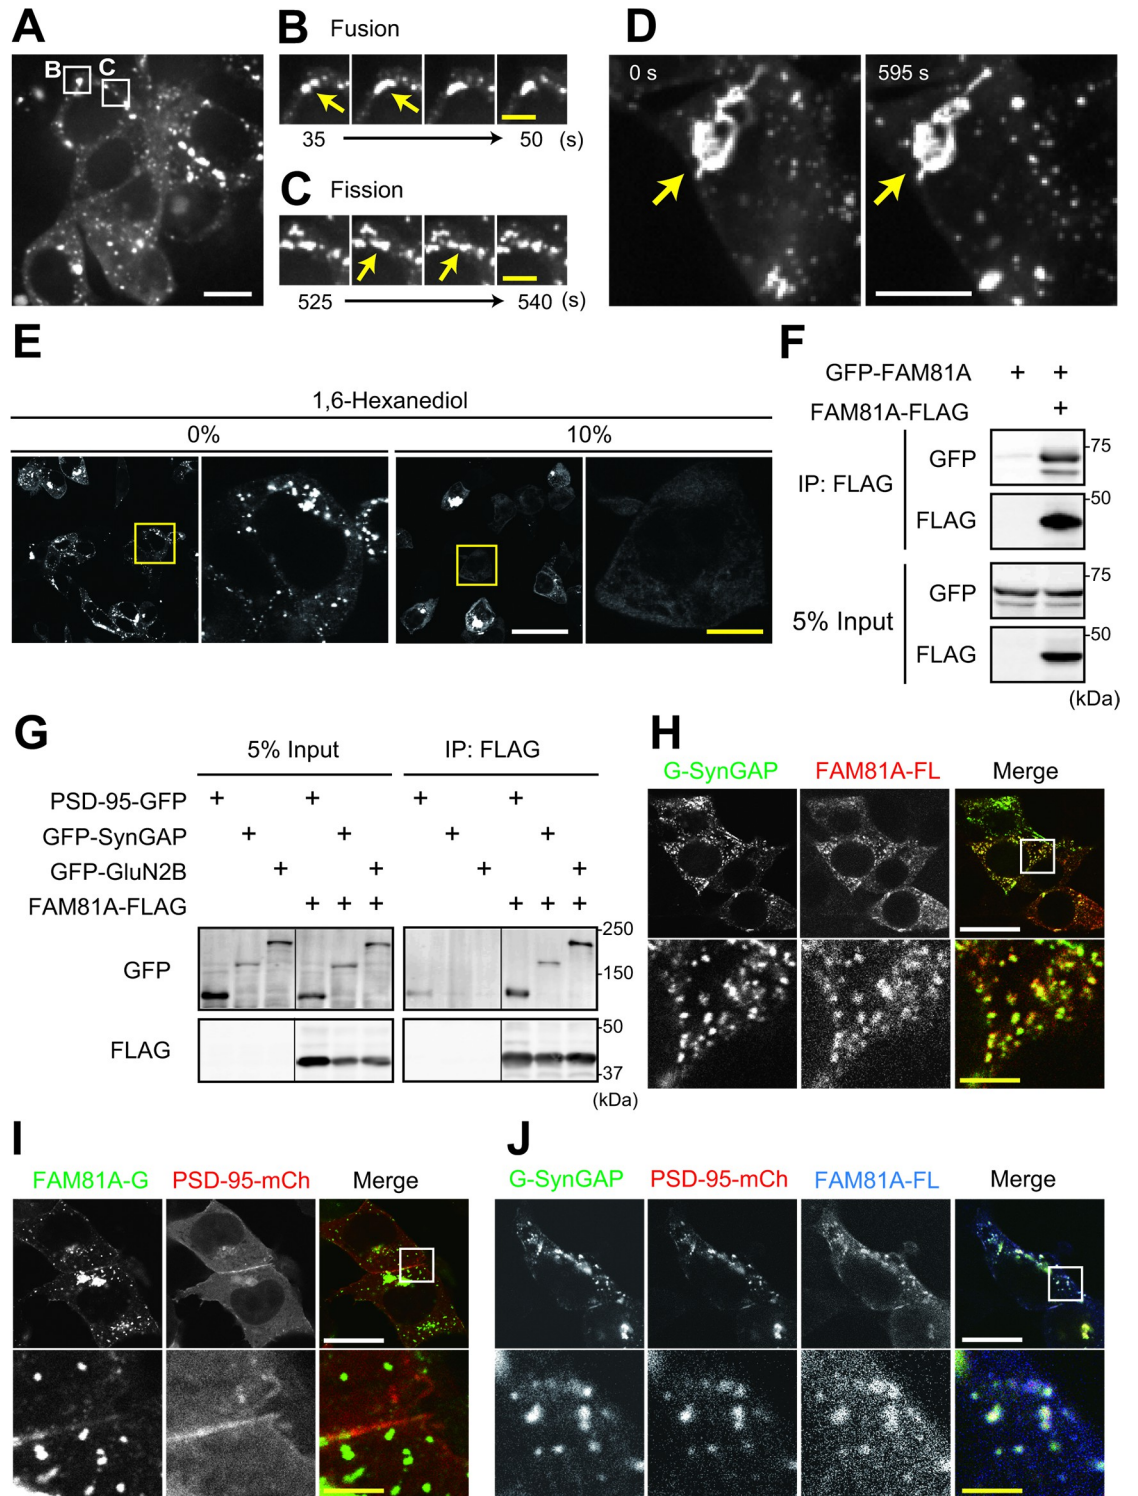 A
B
C
B Fusion
35 50 (s)
C Fission
525 540 (s)
D
0 s
595 s
E
1,6-Hexanediol
0% 10%
F
GFP-FAM81A + +
FAM81A-FLAG +
IP: FLAG
GFP -75
FLAG -50
5% Input
GFP -75
FLAG -50
(kDa)
G
5% Input IP: FLAG
PSD-95-GFP + + + +
GFP-SynGAP + + + +
GFP-GluN2B + + + +
FAM81A-FLAG + + + + + +
GFP
-250
-150
FLAG
-50
-37
(kDa)
H
G-SynGAP FAM81A-FL Merge
I
FAM81A-G PSD-95-mCh Merge
J
G-SynGAP PSD-95-mCh FAM81A-FL Merge